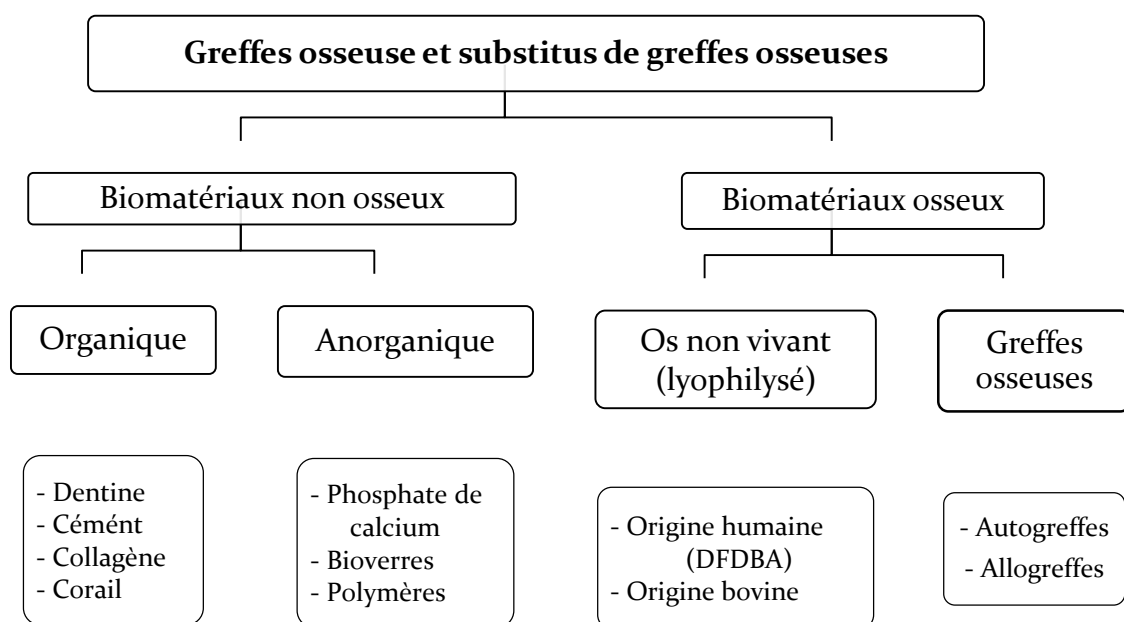 Greffes osseuse et substitus de greffes osseuses
Biomatériaux non osseux
Biomatériaux osseux
Organique
Anorganique
Os non vivant
(lyophilysé)
Greffes
osseuses
- Dentine
- Cémént
- Collagène
- Corail
- Phosphate de
calcium
- Bioverres
- Polymères
- Origine humaine
(DFDBA)
- Origine bovine
- Autogreffes
- Allogreffes